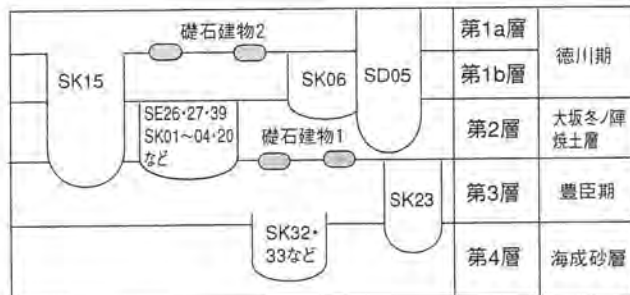 礎石建物2
SK15
SK06
SD05
第1a層
第1b層
徳川期
SE26・27・39
SK01〜04・20
など
礎石建物1
第2層
大坂冬ノ陣
焼土層
SK23
第3層
豊臣期
SK32・
33など
第4層
海成砂層